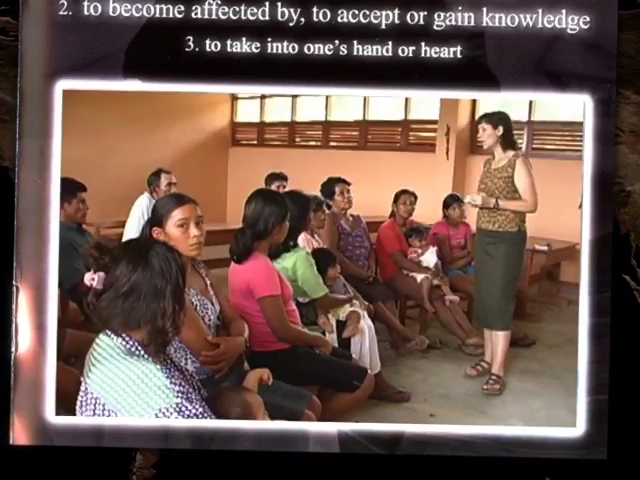 2. to become affected by, to accept or gain knowledge
3. to take into one's hand or heart